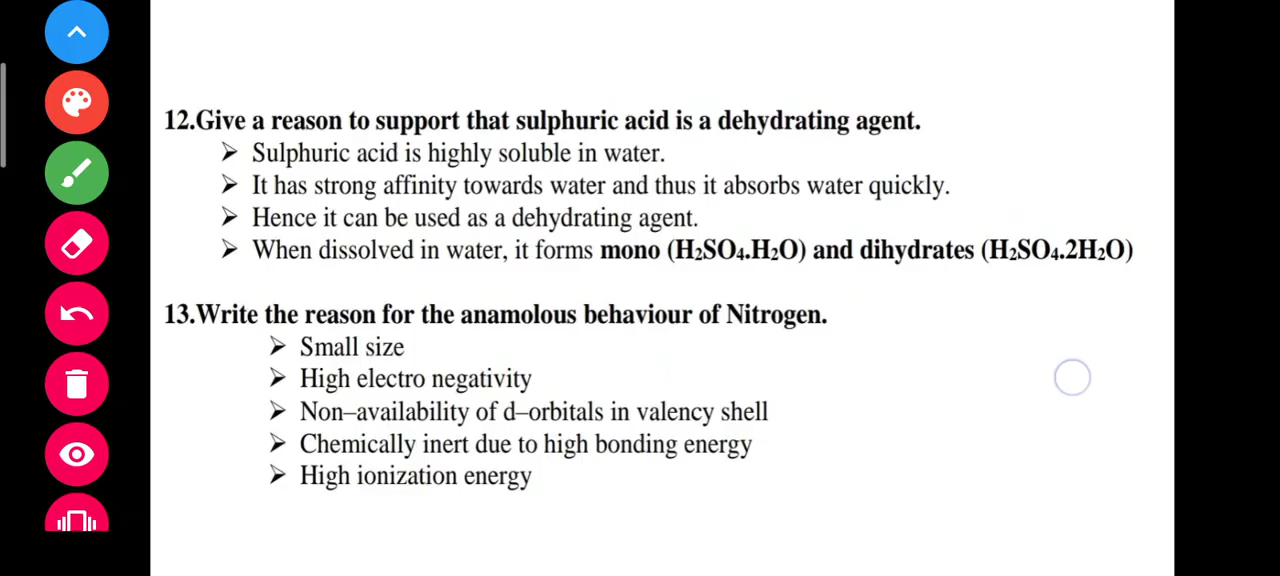 12.Give a reason to support that sulphuric acid is a dehydrating agent.
➢ Sulphuric acid is highly soluble in water.
➢ It has strong affinity towards water and thus it absorbs water quickly.
➢ Hence it can be used as a dehydrating agent.
➢ When dissolved in water, it forms mono (H₂SO₄.H₂O) and dihydrates (H₂SO₄.2H₂O)
13.Write the reason for the anamolous behaviour of Nitrogen.
➢ Small size
➢ High electro negativity
➢ Non–availability of d–orbitals in valency shell
➢ Chemically inert due to high bonding energy
➢ High ionization energy